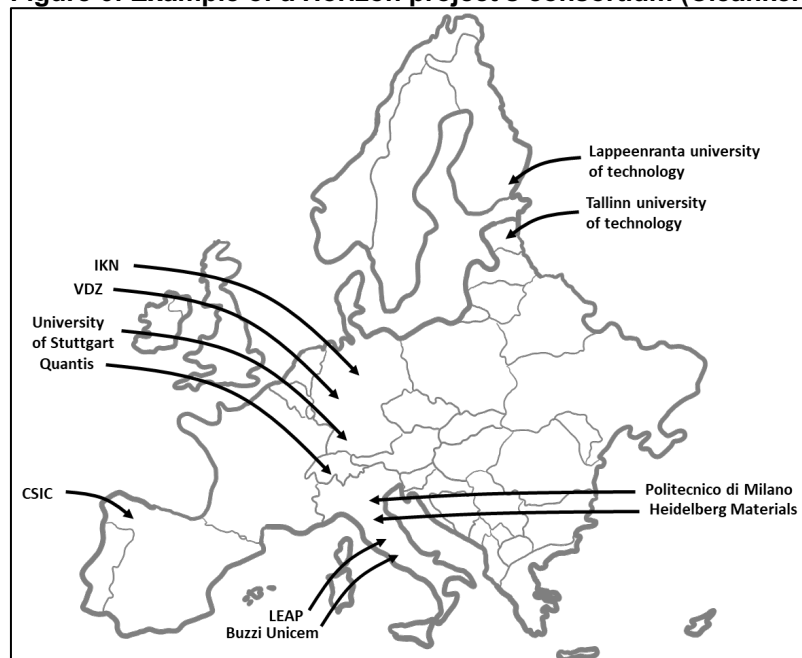 Figure 6. Example of a Horizon project's consortium (Cleanker
Lappeenranta university
of technology
Tallinn university
of technology
IKN
VDZ
University
of Stuttgart
Quantis
CSIC
Politecnico di Milano
Heidelberg Materials
LEAP
Buzzi Unicem